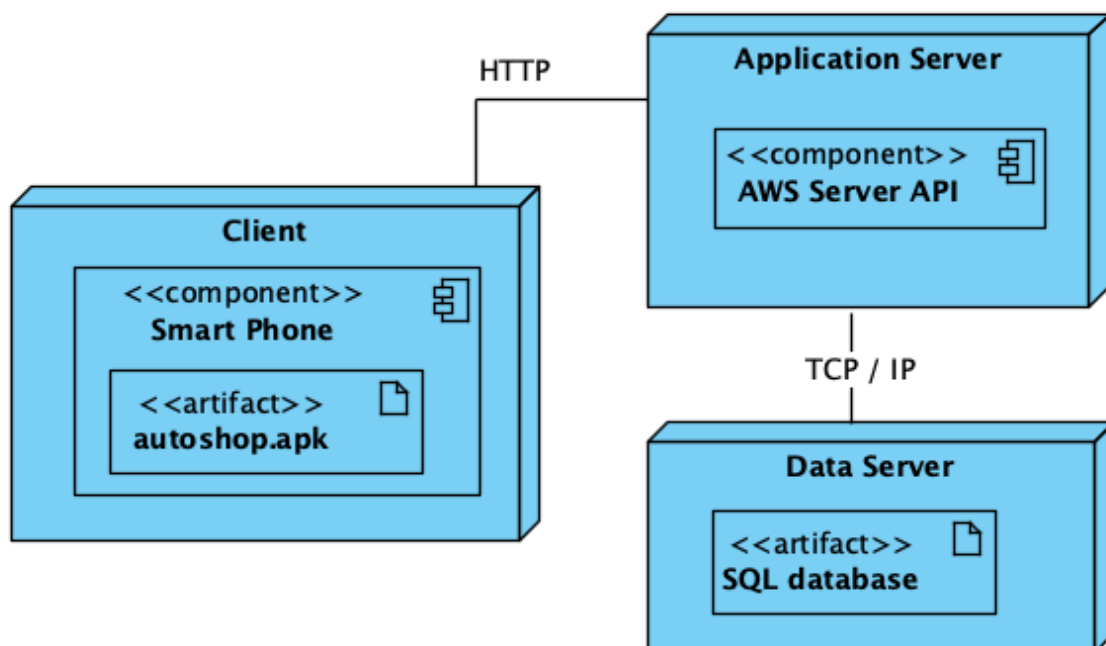 HTTP
Application Server
<<component>>
AWS Server API
Client
<<component>>
Smart Phone
<<artifact>>
autoshop.apk
TCP / IP
Data Server
<<artifact>>
SQL database